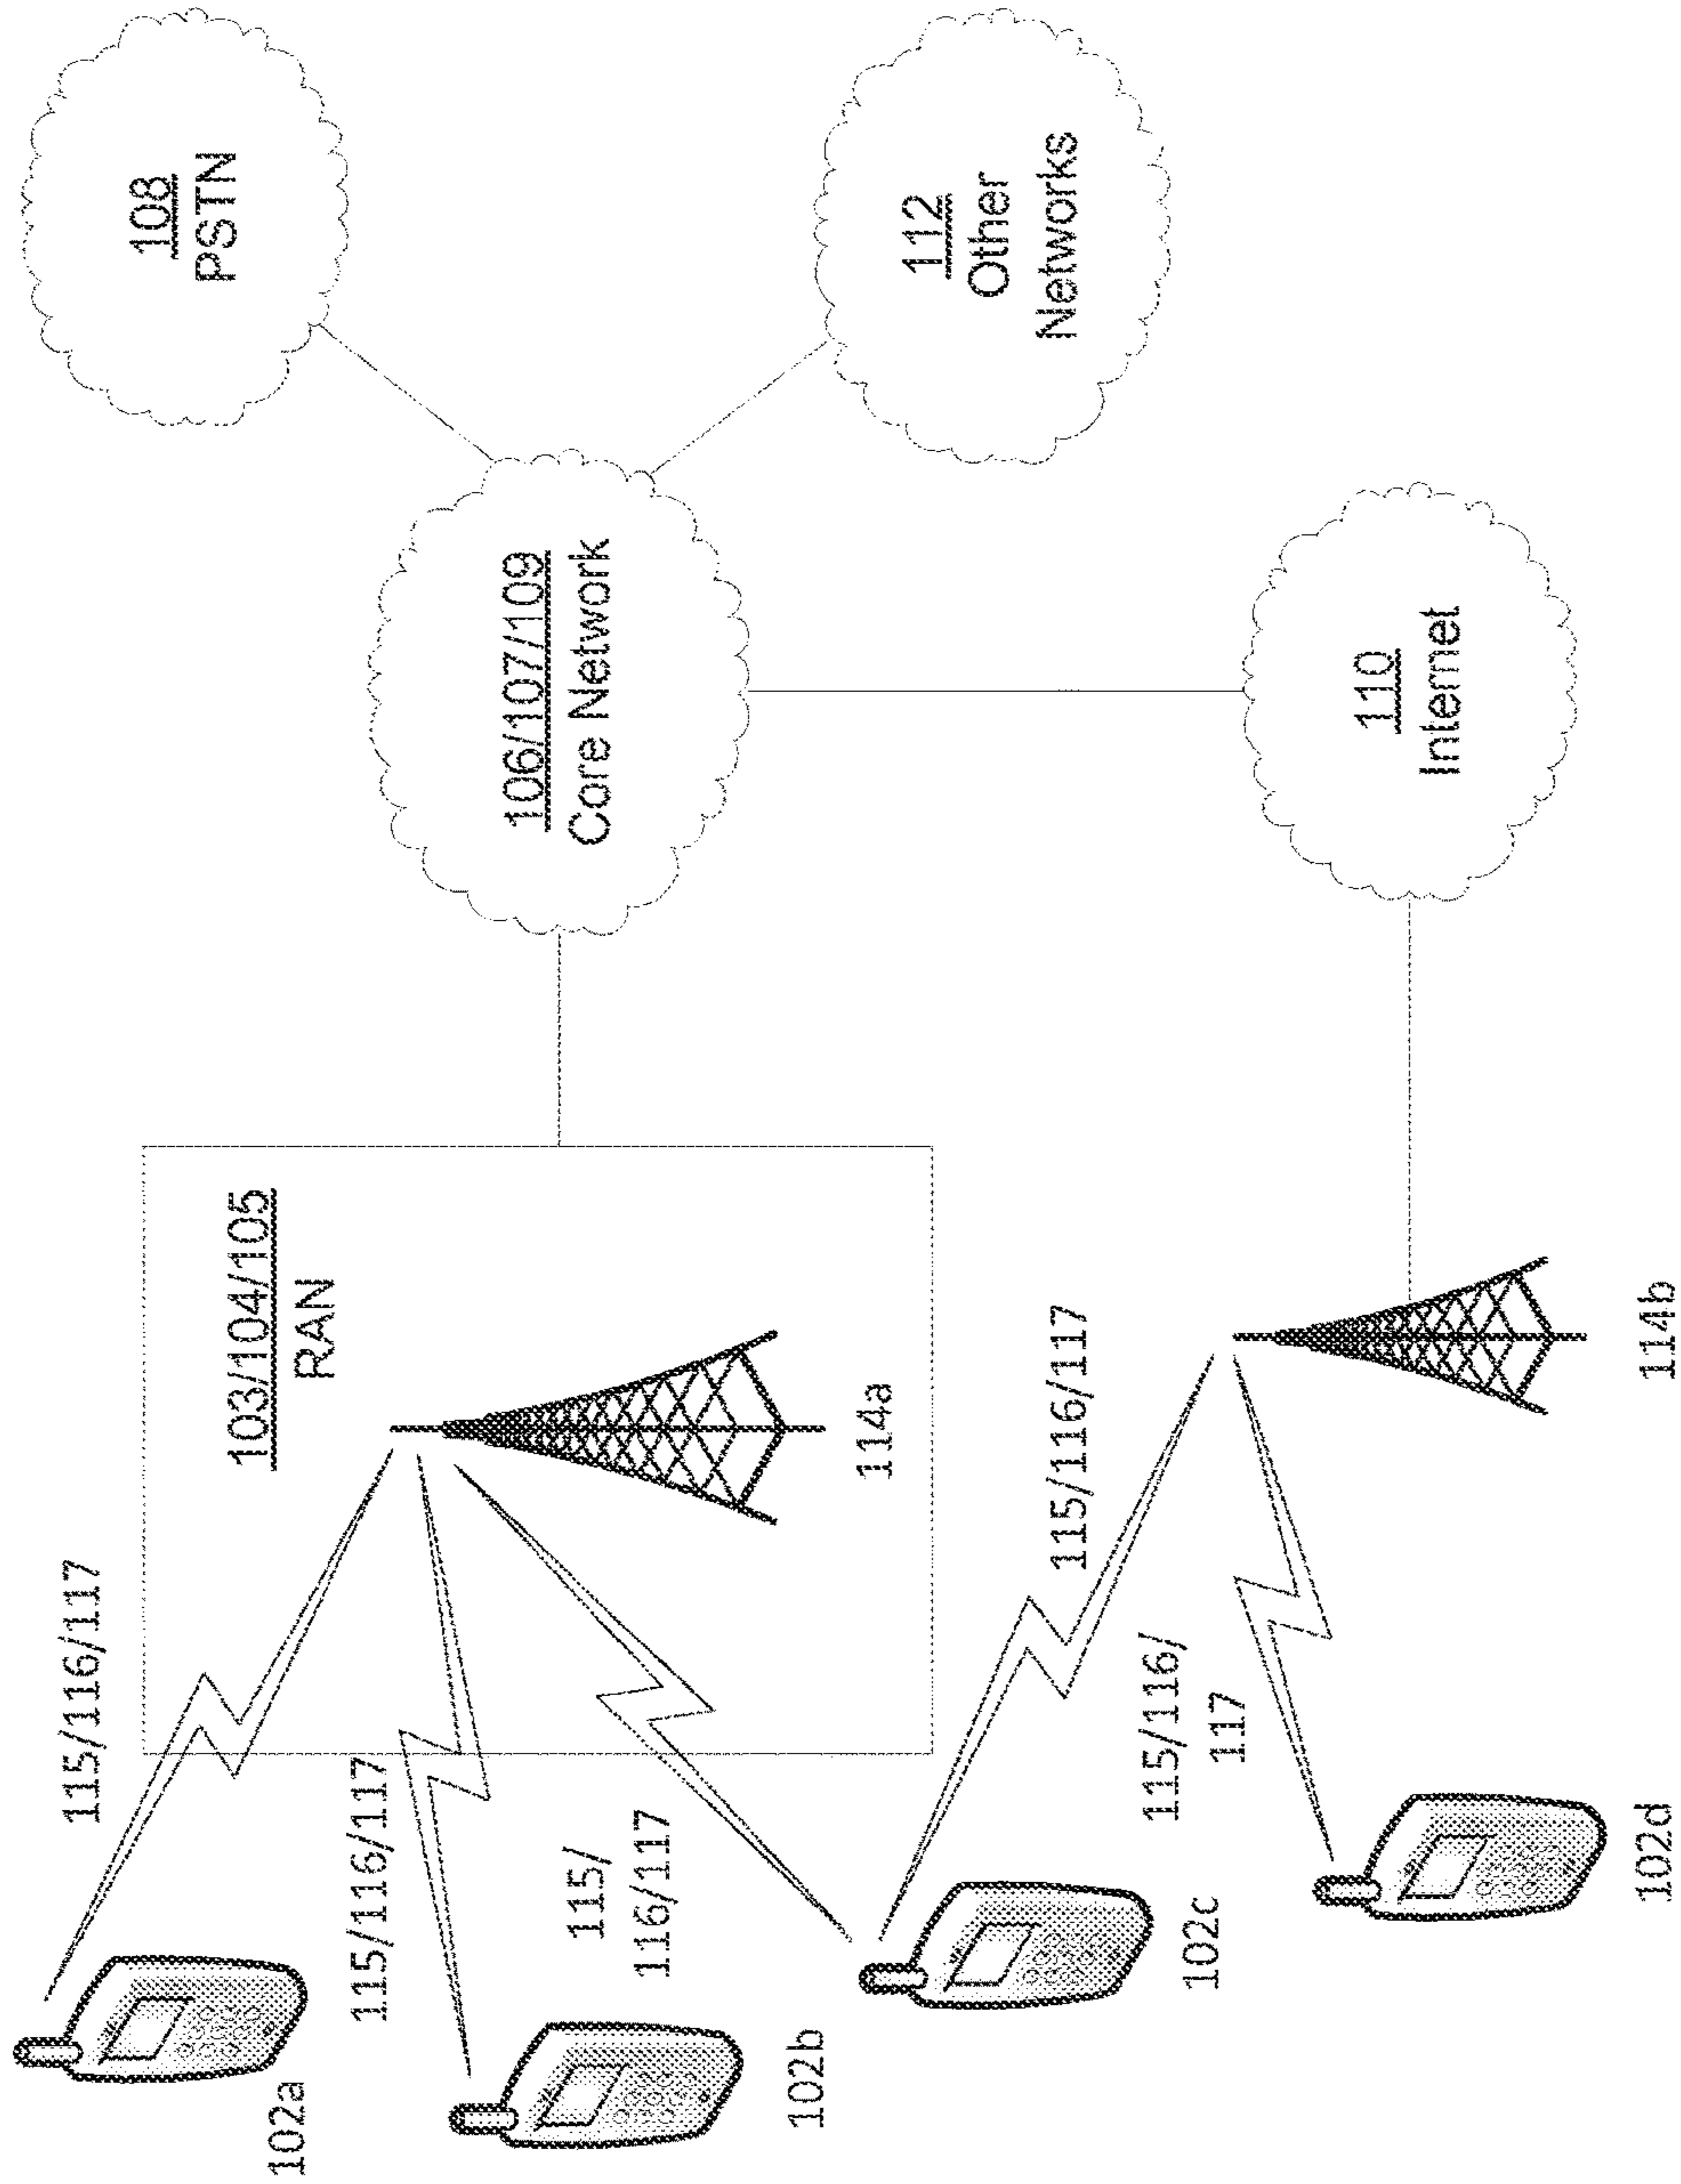 115/116/117
102a
103/104/105
RAN
115/116/117
102b
115/
116/117
114a
106/107/109
Core Network
108
PSTN
112
Other
Networks
115/116/117
102c
115/116/
117
102d
114b
110
Internet